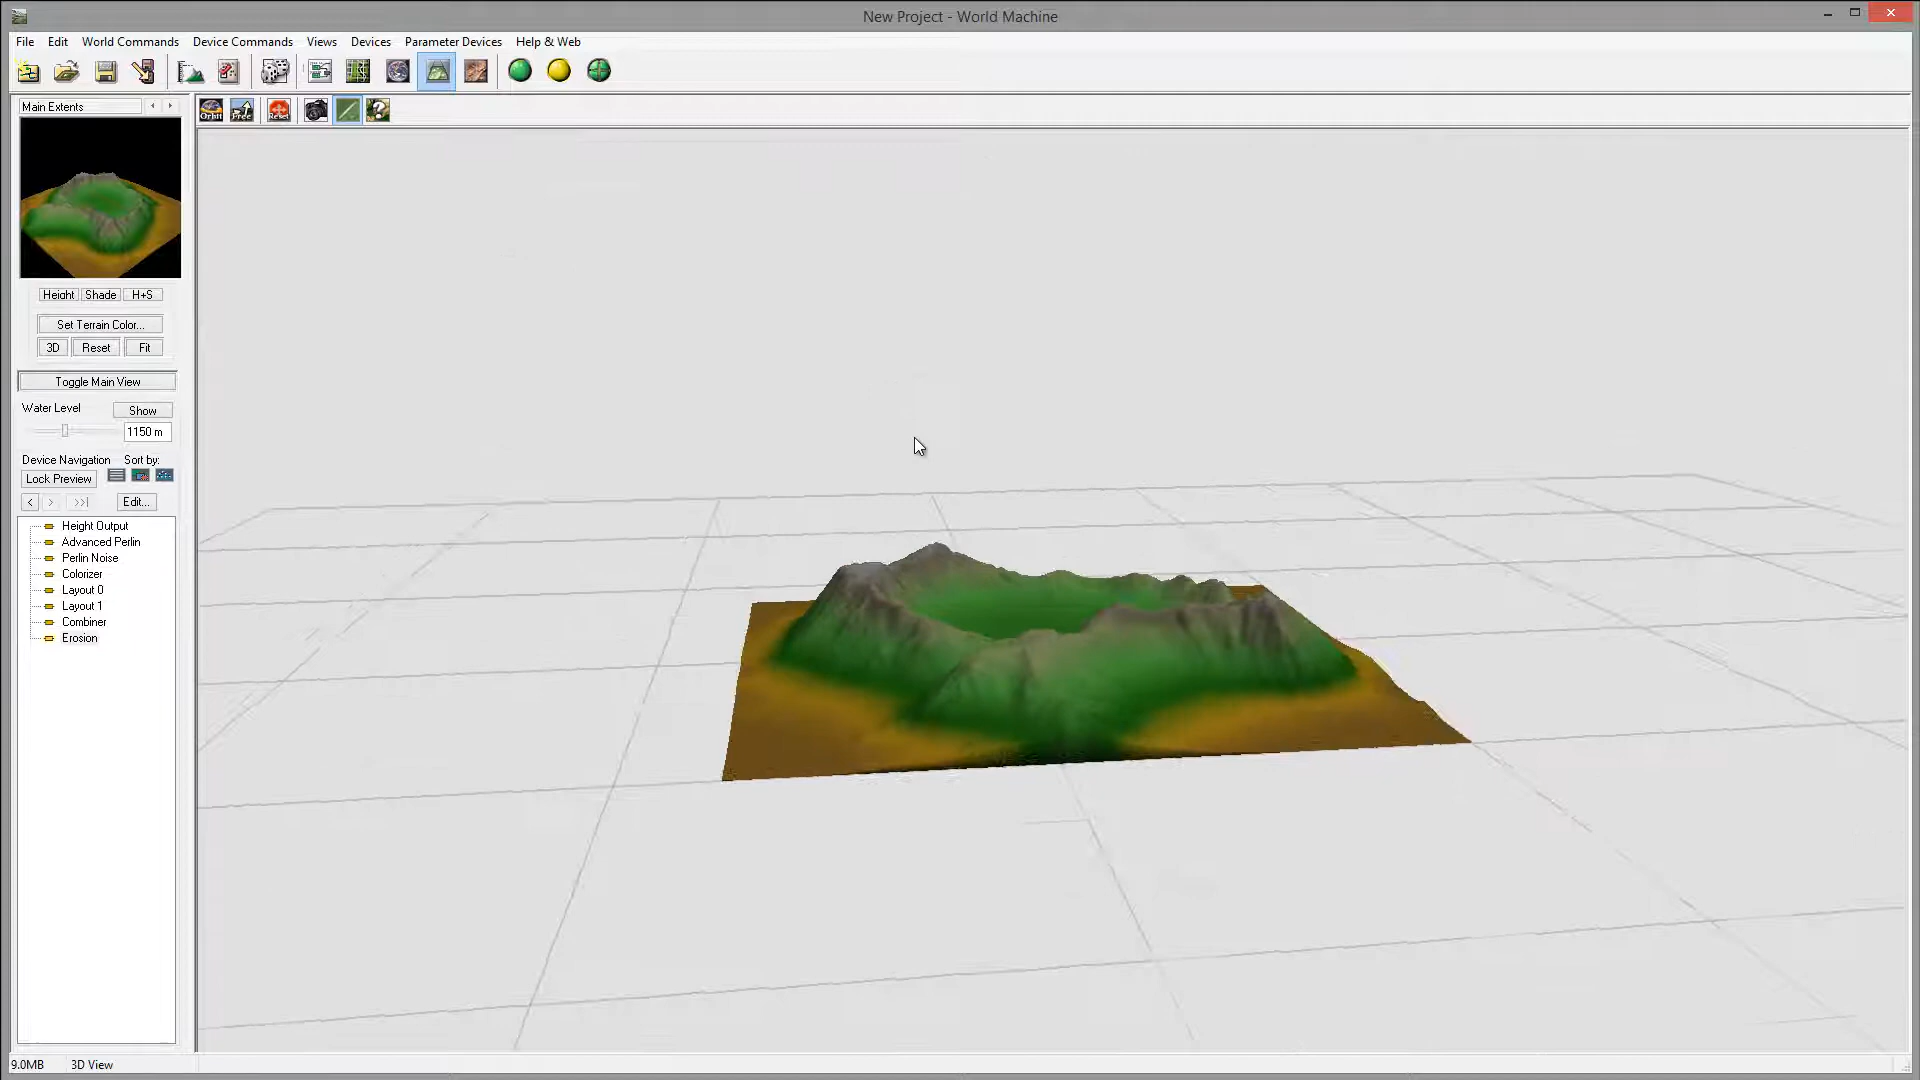 New Project - World Machine
File Edit World Commands Device Commands Views Devices Parameter Devices Help & Web
Main Extents
Orbit Free Reset
Height Shade H+S
Set Terrain Color...
3D Reset Fit
Toggle Main View
Water Level Show
1150 m
Device Navigation Sort by:
Lock Preview
< > >>| Edit...
Height Output
Advanced Perlin
Perlin Noise
Colorizer
Layout 0
Layout 1
Combiner
Erosion
9.0MB 3D View